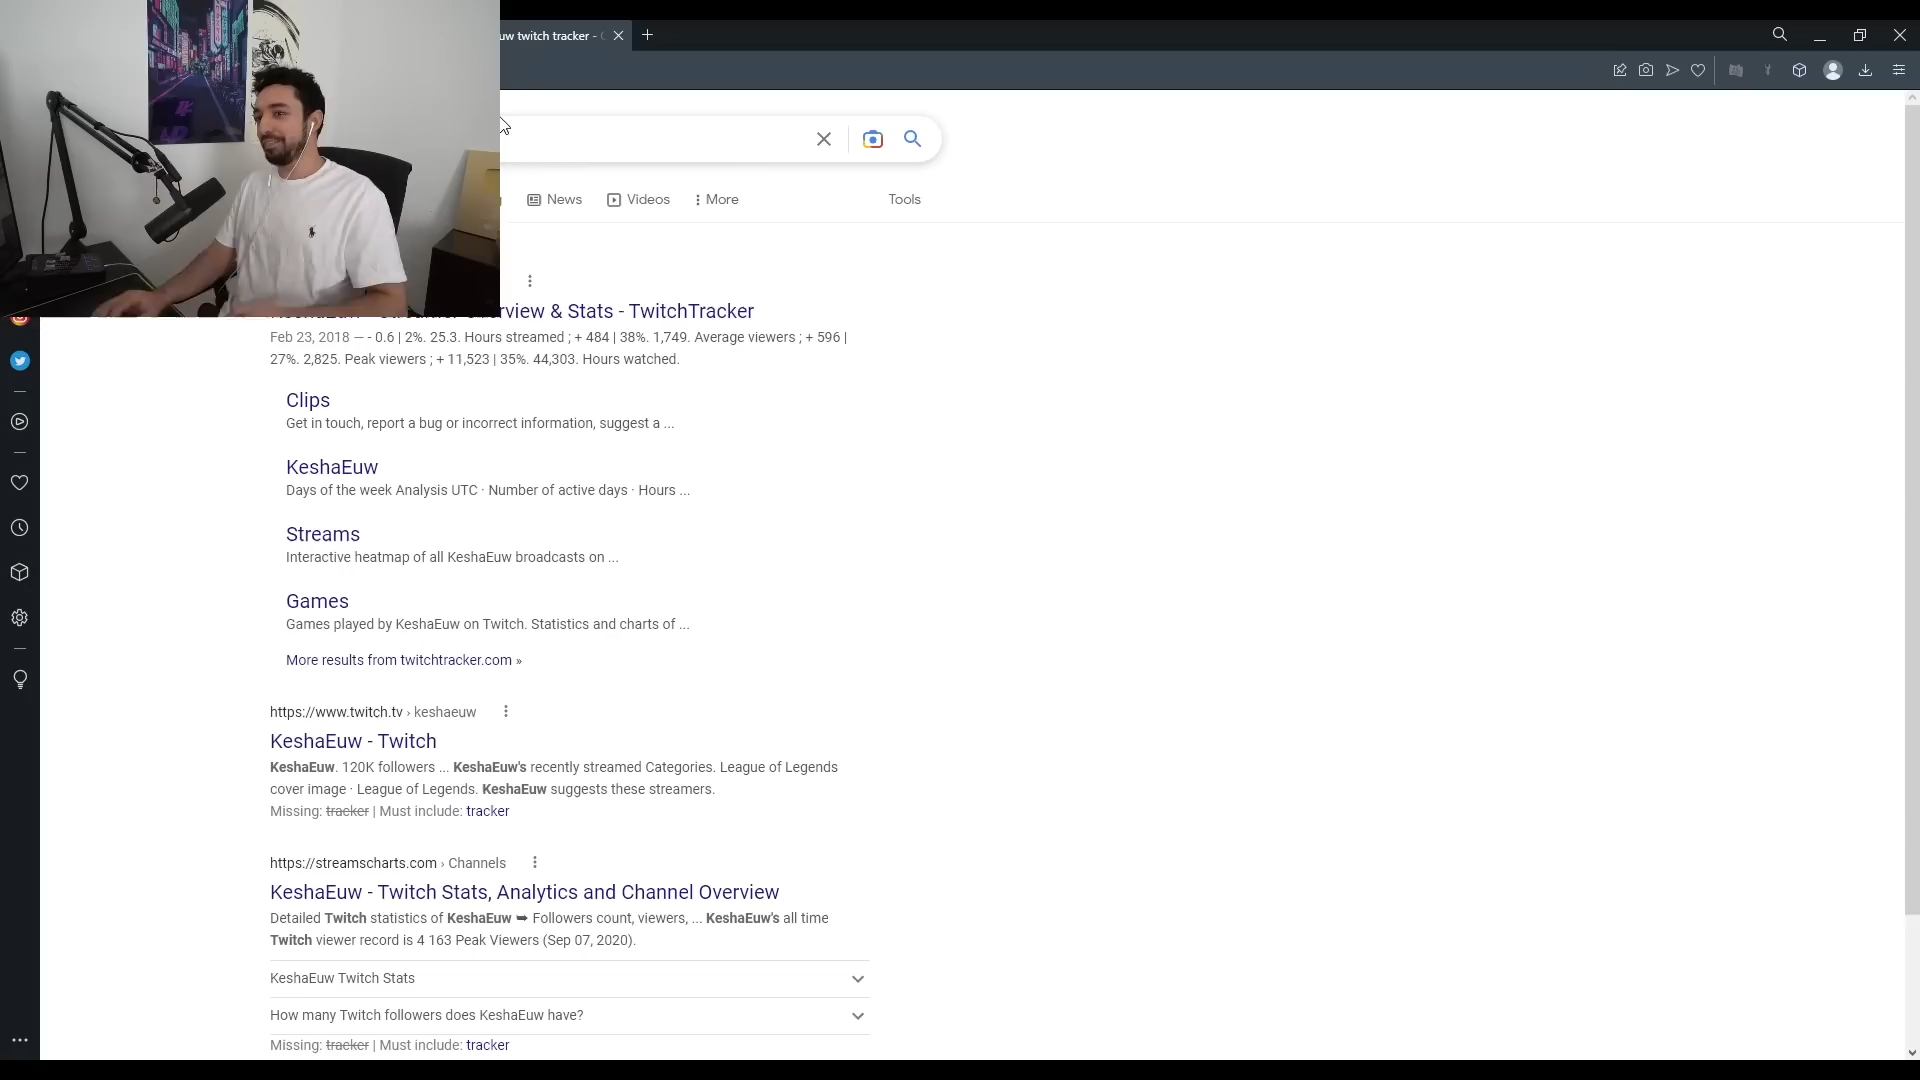 uw twitch tracker -
News
Videos
More
Tools
rview & Stats - TwitchTracker
Feb 23, 2018 — - 0.6 | 2%. 25.3. Hours streamed ; + 484 | 38%. 1,749. Average viewers ; + 596 |
27%. 2,825. Peak viewers ; + 11,523 | 35%. 44,303. Hours watched.
Clips
Get in touch, report a bug or incorrect information, suggest a ...
KeshaEuw
Days of the week Analysis UTC · Number of active days · Hours ...
Streams
Interactive heatmap of all KeshaEuw broadcasts on ...
Games
Games played by KeshaEuw on Twitch. Statistics and charts of ...
More results from twitchtracker.com »
https://www.twitch.tv › keshaeuw
KeshaEuw - Twitch
KeshaEuw. 120K followers ... KeshaEuw's recently streamed Categories. League of Legends
cover image · League of Legends. KeshaEuw suggests these streamers.
Missing: tracker | Must include: tracker
https://streamscharts.com › Channels
KeshaEuw - Twitch Stats, Analytics and Channel Overview
Detailed Twitch statistics of KeshaEuw ➥ Followers count, viewers, ... KeshaEuw's all time
Twitch viewer record is 4 163 Peak Viewers (Sep 07, 2020).
KeshaEuw Twitch Stats
How many Twitch followers does KeshaEuw have?
Missing: tracker | Must include: tracker